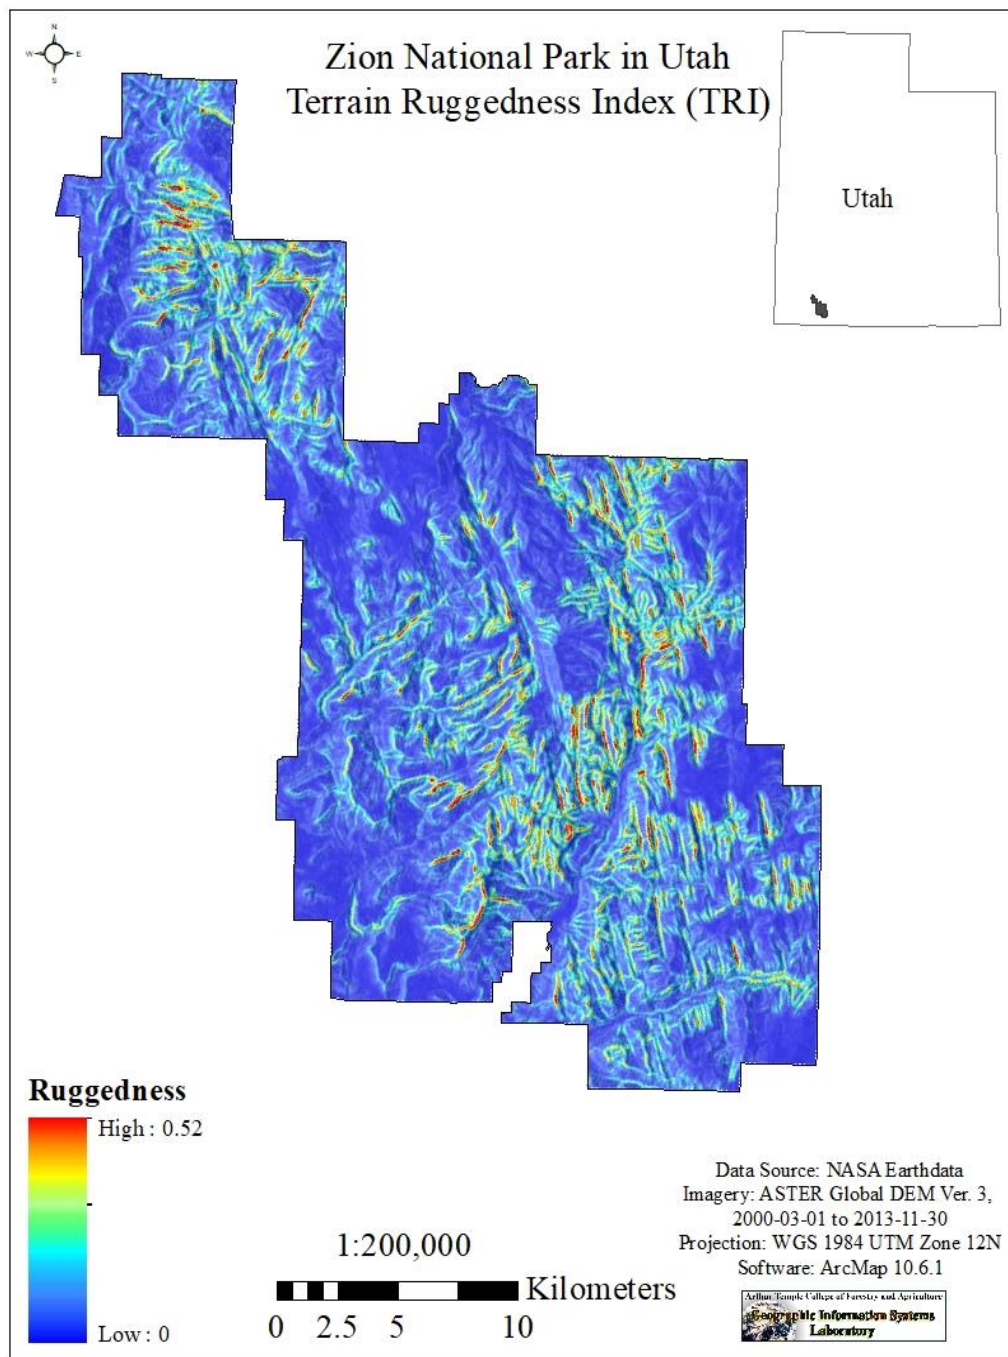 N
W
E
S
Zion National Park in Utah
Terrain Ruggedness Index (TRI)
Utah
Ruggedness
High : 0.52
Low : 0
1:200,000
Kilometers
0 2.5 5 10
Data Source: NASA Earthdata
Imagery: ASTER Global DEM Ver. 3,
2000-03-01 to 2013-11-30
Projection: WGS 1984 UTM Zone 12N
Software: ArcMap 10.6.1
Arthur Temple College of Forestry and Agriculture
Geographic Information Systems
Laboratory